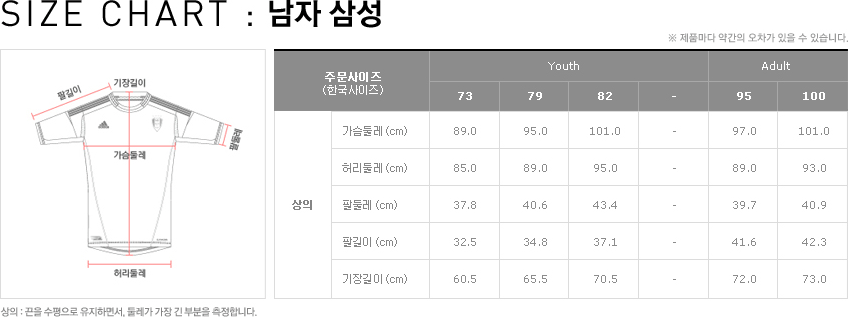 SIZE CHART : 남자 삼성
※ 제품마다 약간의 오차가 있을 수 있습니다.
기장길이
팔길이
팔둘레
가슴둘레
허리둘레
주문사이즈 Youth Adult
(한국사이즈) 73 79 82 - 95 100
상의
가슴둘레 (cm) 89.0 95.0 101.0 - 97.0 101.0
허리둘레 (cm) 85.0 89.0 95.0 - 89.0 93.0
팔둘레 (cm) 37.8 40.6 43.4 - 39.7 40.9
팔길이 (cm) 32.5 34.8 37.1 - 41.6 42.3
기장길이 (cm) 60.5 65.5 70.5 - 72.0 73.0
상의 : 끈을 수평으로 유지하면서, 둘레가 가장 긴 부분을 측정합니다.